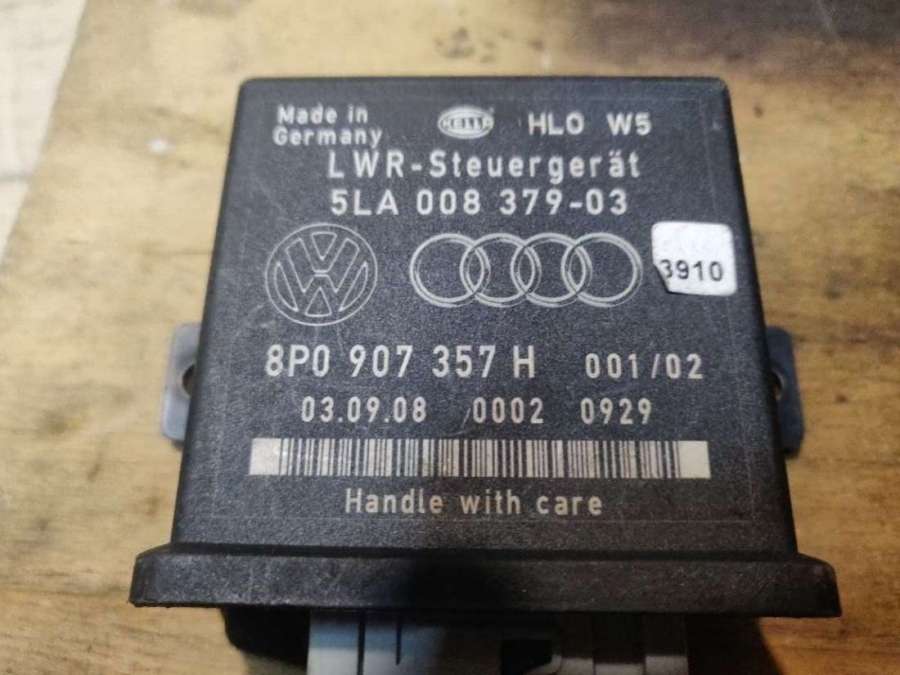 Made in
Germany
HELLA HLO W5
LWR-Steuergerät
5LA 008 379-03
3910
8P0 907 357 H 001/02
03.09.08 0002 0929
Handle with care